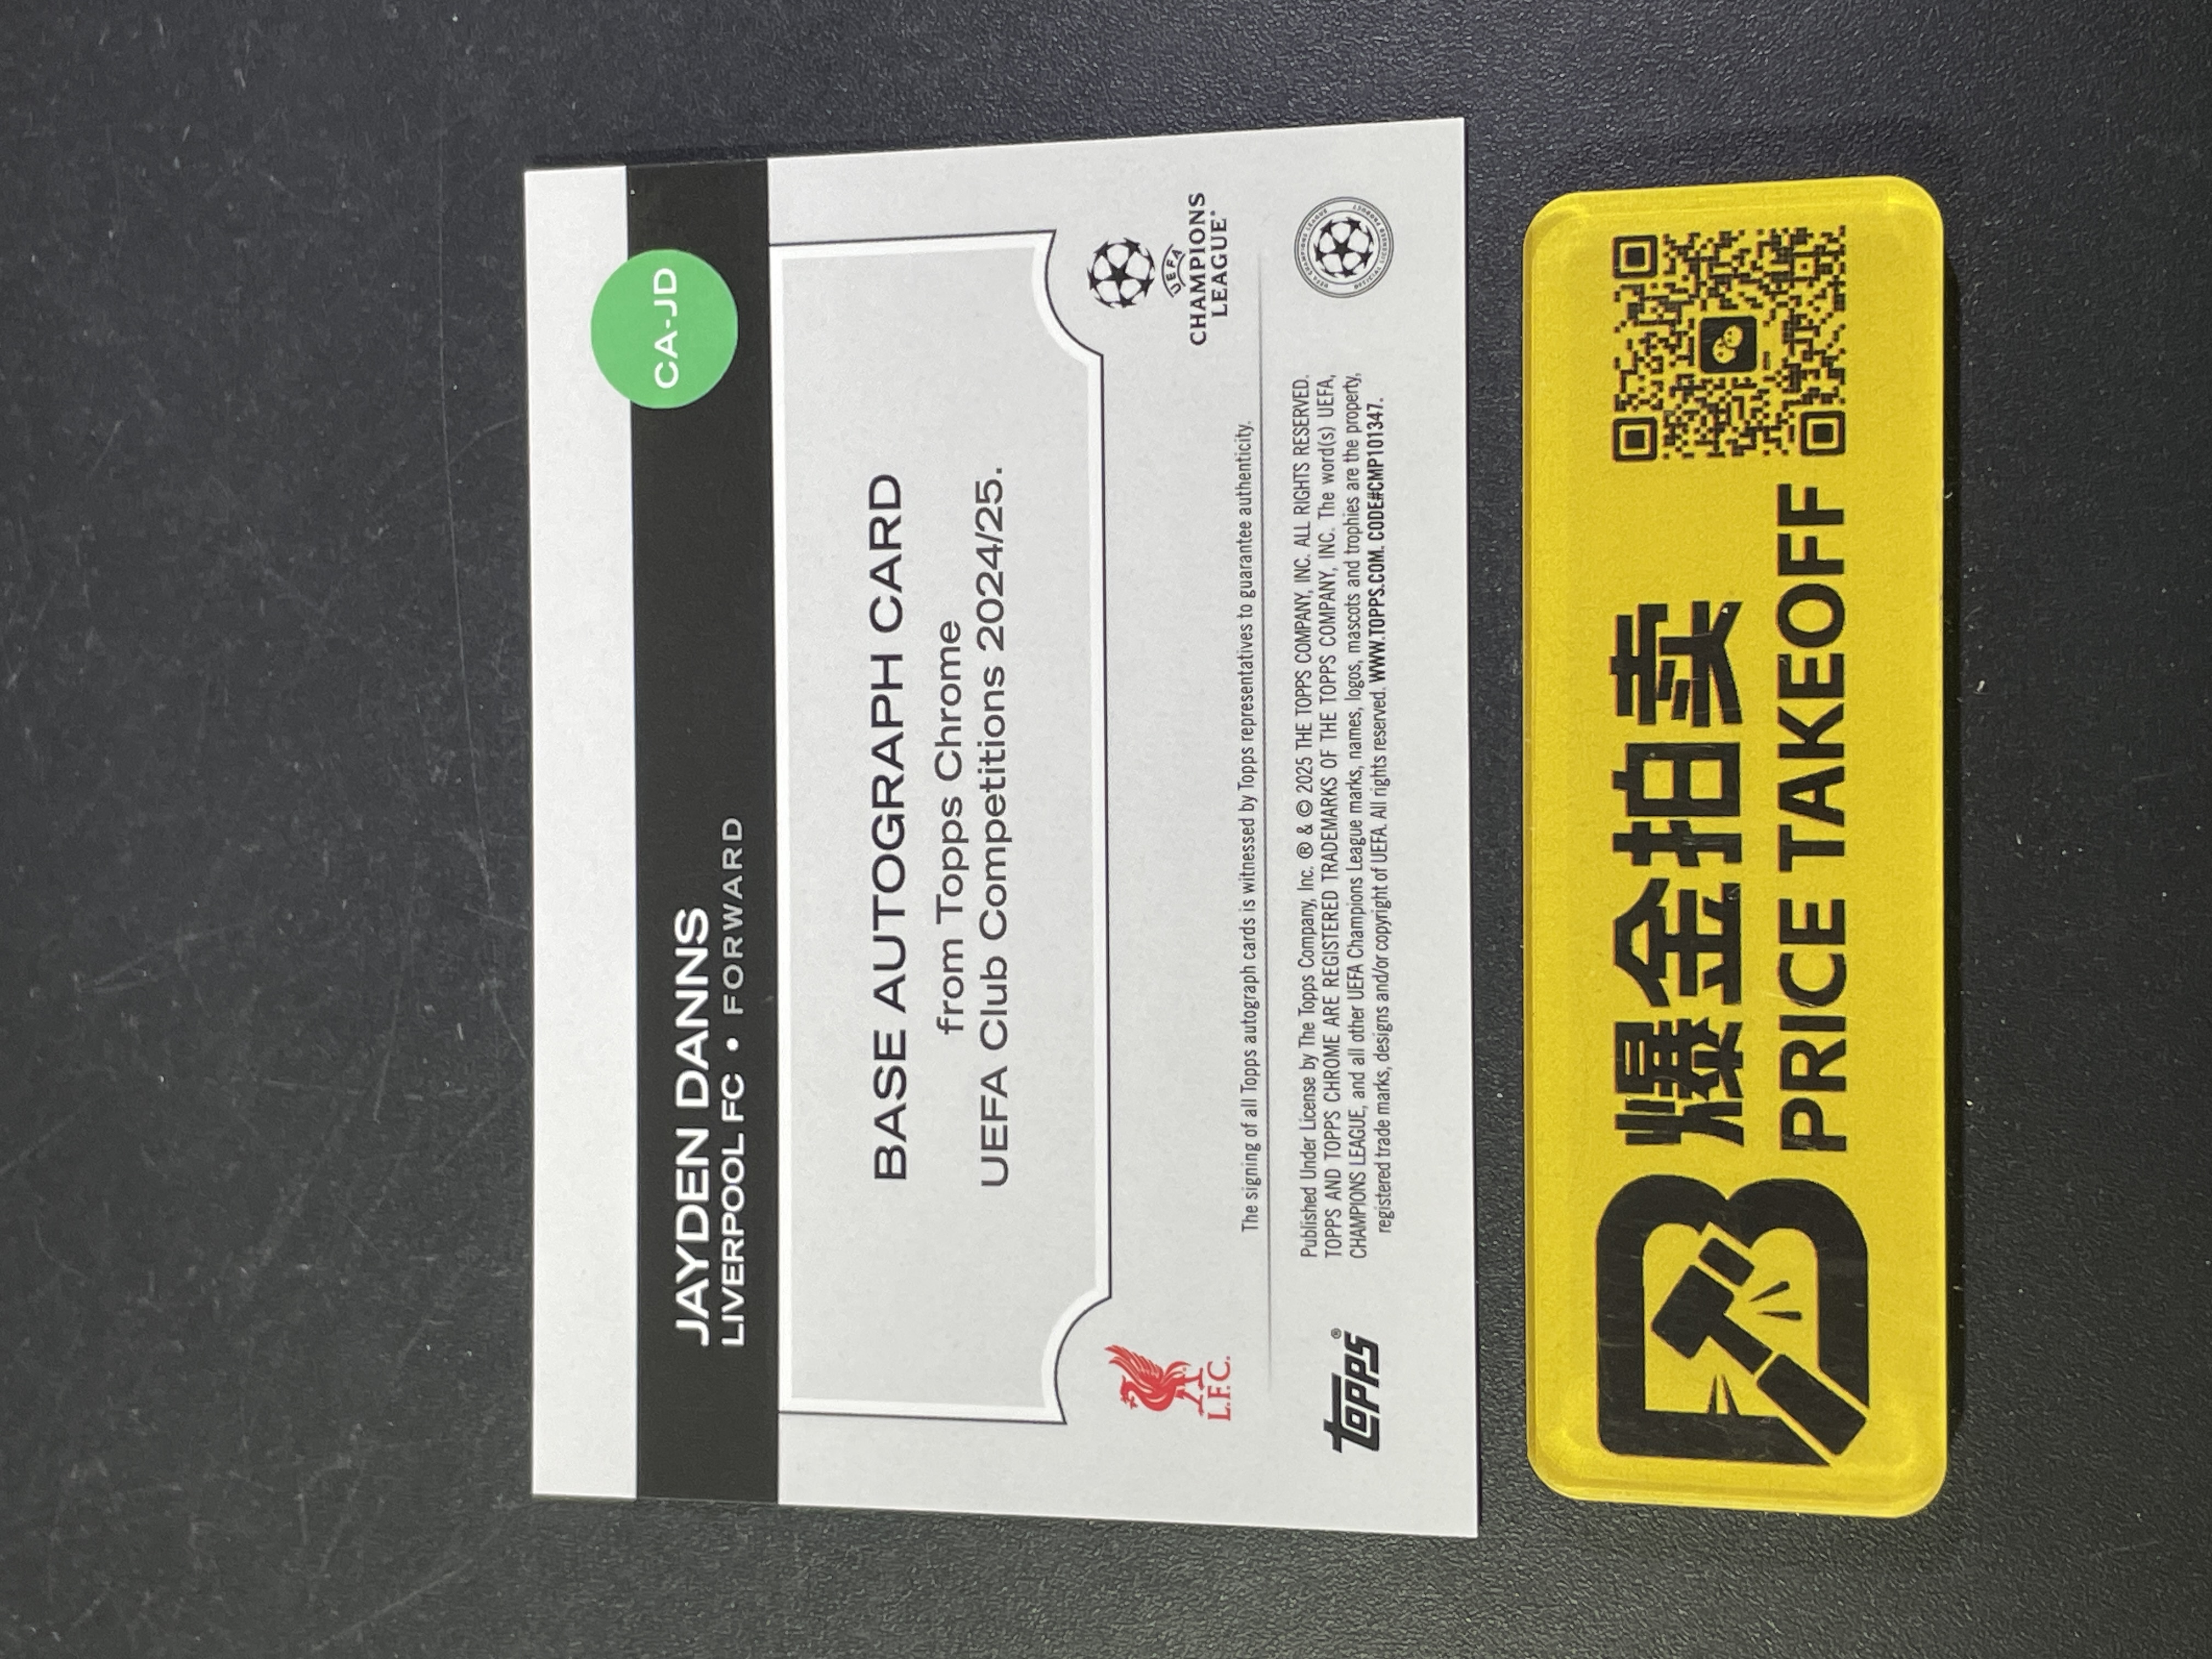 CA-JD
JAYDEN DANNS
LIVERPOOL FC • FORWARD
BASE AUTOGRAPH CARD
from Topps Chrome
UEFA Club Competitions 2024/25.
L.F.C.
UEFA
CHAMPIONS
LEAGUE®
The signing of all Topps autograph cards is witnessed by Topps representatives to guarantee authenticity.
topps®
Published Under License by The Topps Company, Inc. ® & © 2025 THE TOPPS COMPANY, INC. ALL RIGHTS RESERVED.
TOPPS AND TOPPS CHROME ARE REGISTERED TRADEMARKS OF THE TOPPS COMPANY, INC. The word(s) UEFA,
CHAMPIONS LEAGUE, and all other UEFA Champions League marks, names, logos, mascots and trophies are the property,
registered trade marks, designs and/or copyright of UEFA. All rights reserved. WWW.TOPPS.COM. CODE#CMP101347.
爆金拍卖
PRICE TAKEOFF